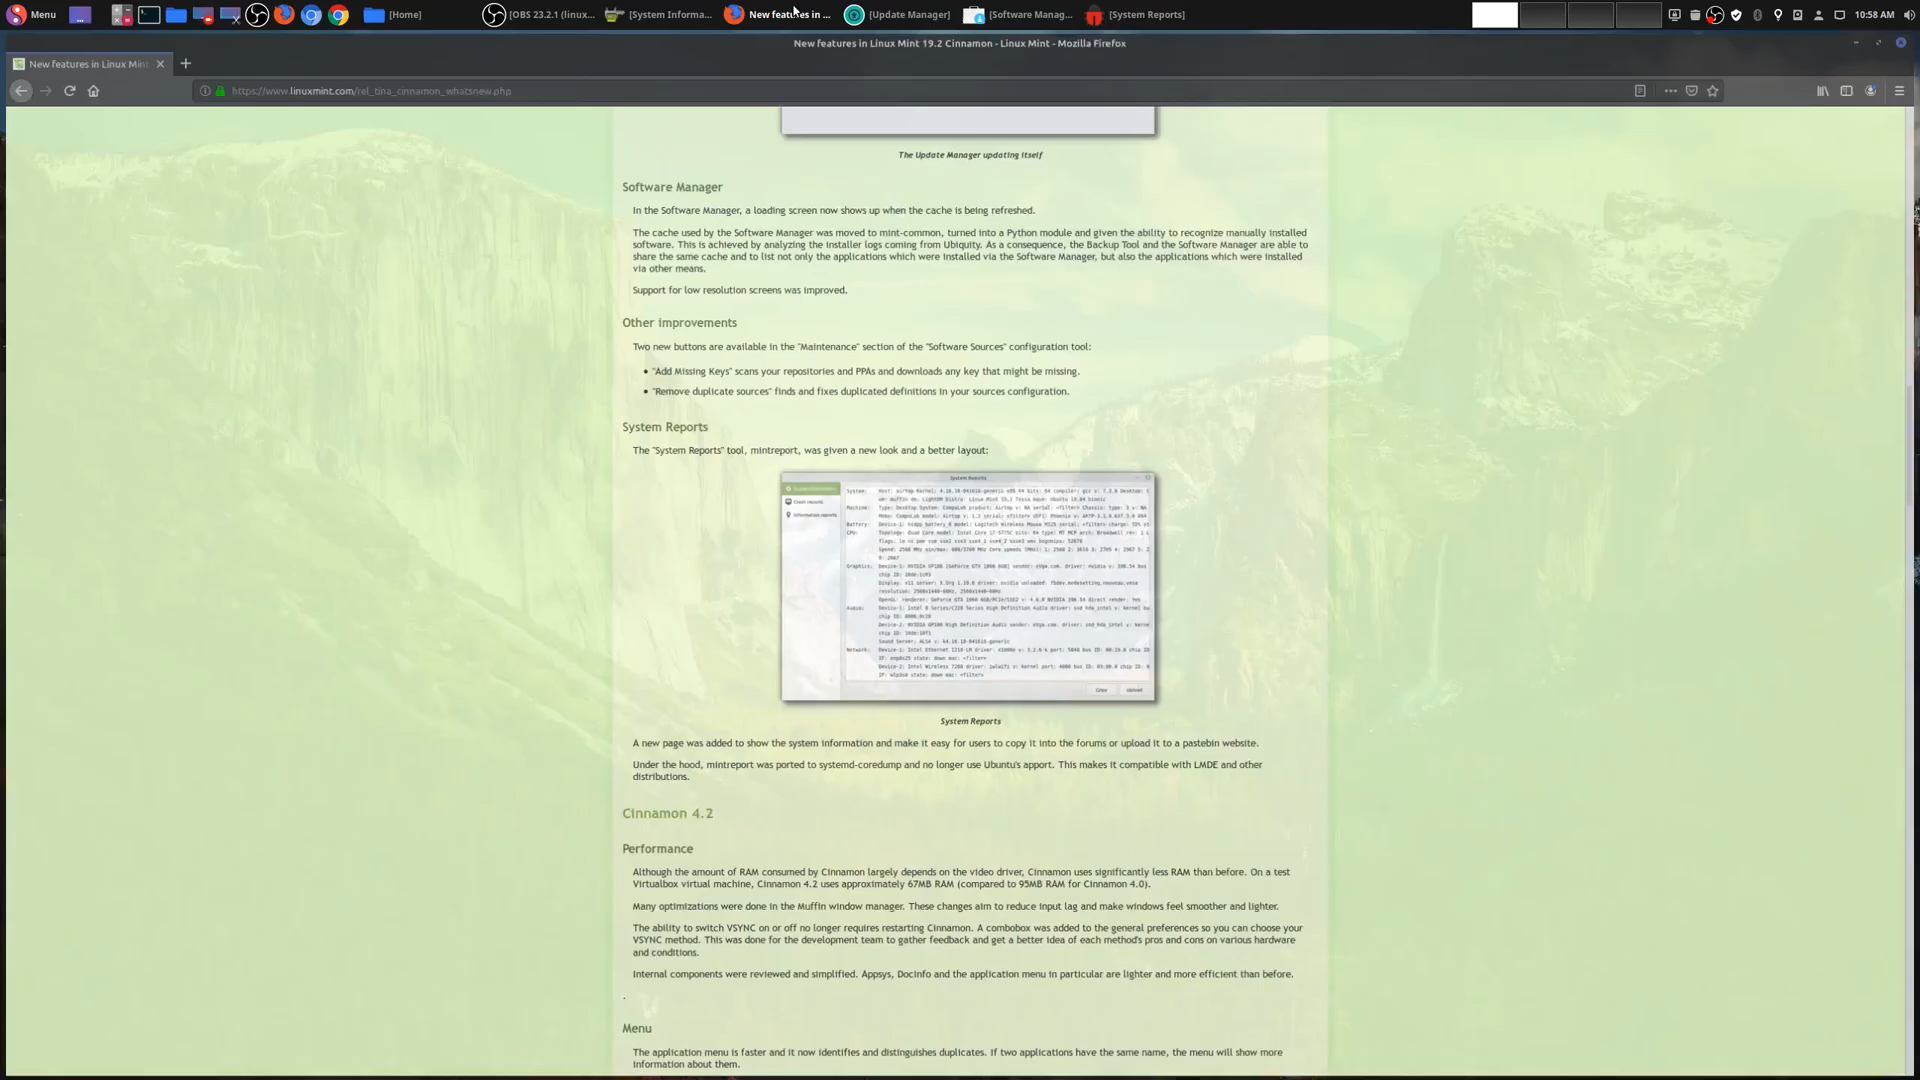 Menu
[Home]
[OBS 23.2.1 (linux...
[System Informa...
New features in ...
[Update Manager]
[Software Manag...
[System Reports]
10:58 AM
New features in Linux Mint 19.2 Cinnamon - Linux Mint - Mozilla Firefox
New features in Linux Mint
https://www.linuxmint.com/rel_tina_cinnamon_whatsnew.php
The Update Manager updating itself
Software Manager
In the Software Manager, a loading screen now shows up when the cache is being refreshed.
The cache used by the Software Manager was moved to mint-common, turned into a Python module and given the ability to recognize manually installed
software. This is achieved by analyzing the installer logs coming from Ubiquity. As a consequence, the Backup Tool and the Software Manager are able to
share the same cache and to list not only the applications which were installed via the Software Manager, but also the applications which were installed
via other means.
Support for low resolution screens was improved.
Other improvements
Two new buttons are available in the "Maintenance" section of the "Software Sources" configuration tool:
• "Add Missing Keys" scans your repositories and PPAs and downloads any key that might be missing.
• "Remove duplicate sources" finds and fixes duplicated definitions in your sources configuration.
System Reports
The "System Reports" tool, mintreport, was given a new look and a better layout:
System Reports
Crash reports
Information reports
System:
Machine:
Battery:
CPU:
Graphics:
Audio:
Network:
Copy
Upload
System Reports
A new page was added to show the system information and make it easy for users to copy it into the forums or upload it to a pastebin website.
Under the hood, mintreport was ported to systemd-coredump and no longer use Ubuntu's apport. This makes it compatible with LMDE and other
distributions.
Cinnamon 4.2
Performance
Although the amount of RAM consumed by Cinnamon largely depends on the video driver, Cinnamon uses significantly less RAM than before. On a test
Virtualbox virtual machine, Cinnamon 4.2 uses approximately 67MB RAM (compared to 95MB RAM for Cinnamon 4.0).
Many optimizations were done in the Muffin window manager. These changes aim to reduce input lag and make windows feel smoother and lighter.
The ability to switch VSYNC on or off no longer requires restarting Cinnamon. A combobox was added to the general preferences so you can choose your
VSYNC method. This was done for the development team to gather feedback and get a better idea of each method's pros and cons on various hardware
and conditions.
Internal components were reviewed and simplified. Appsys, DocInfo and the application menu in particular are lighter and more efficient than before.
.
Menu
The application menu is faster and it now identifies and distinguishes duplicates. If two applications have the same name, the menu will show more
information about them.